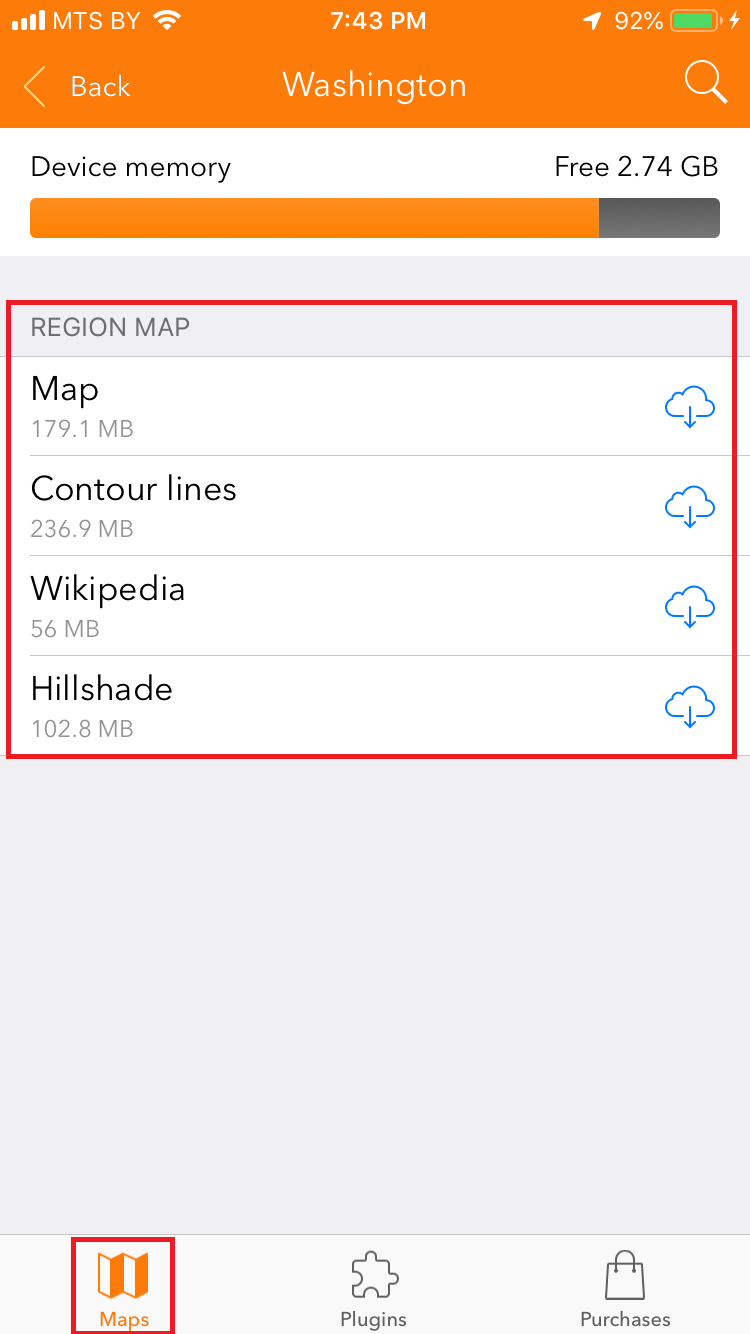 MTS BY 7:43 PM 92%
Back Washington
Device memory Free 2.74 GB
REGION MAP
Map
179.1 MB
Contour lines
236.9 MB
Wikipedia
56 MB
Hillshade
102.8 MB
Maps Plugins Purchases